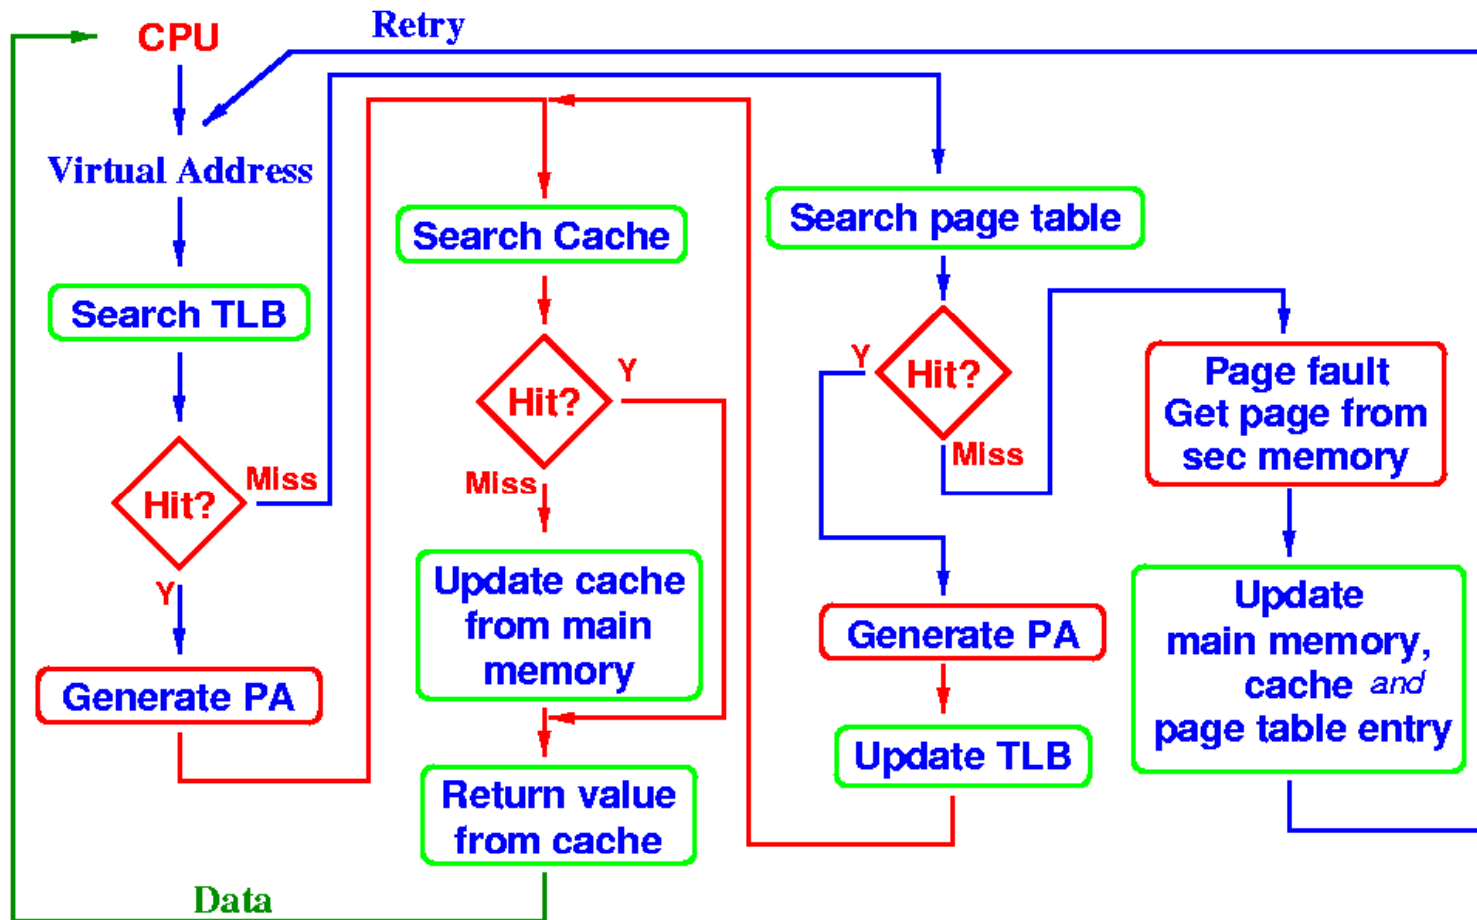 Retry
CPU
Virtual Address
Search TLB
Hit?
Miss
Y
Generate PA
Search Cache
Hit?
Y
Miss
Update cache
from main
memory
Return value
from cache
Data
Search page table
Hit?
Y
Miss
Generate PA
Update TLB
Page fault
Get page from
sec memory
Update
main memory,
cache and
page table entry